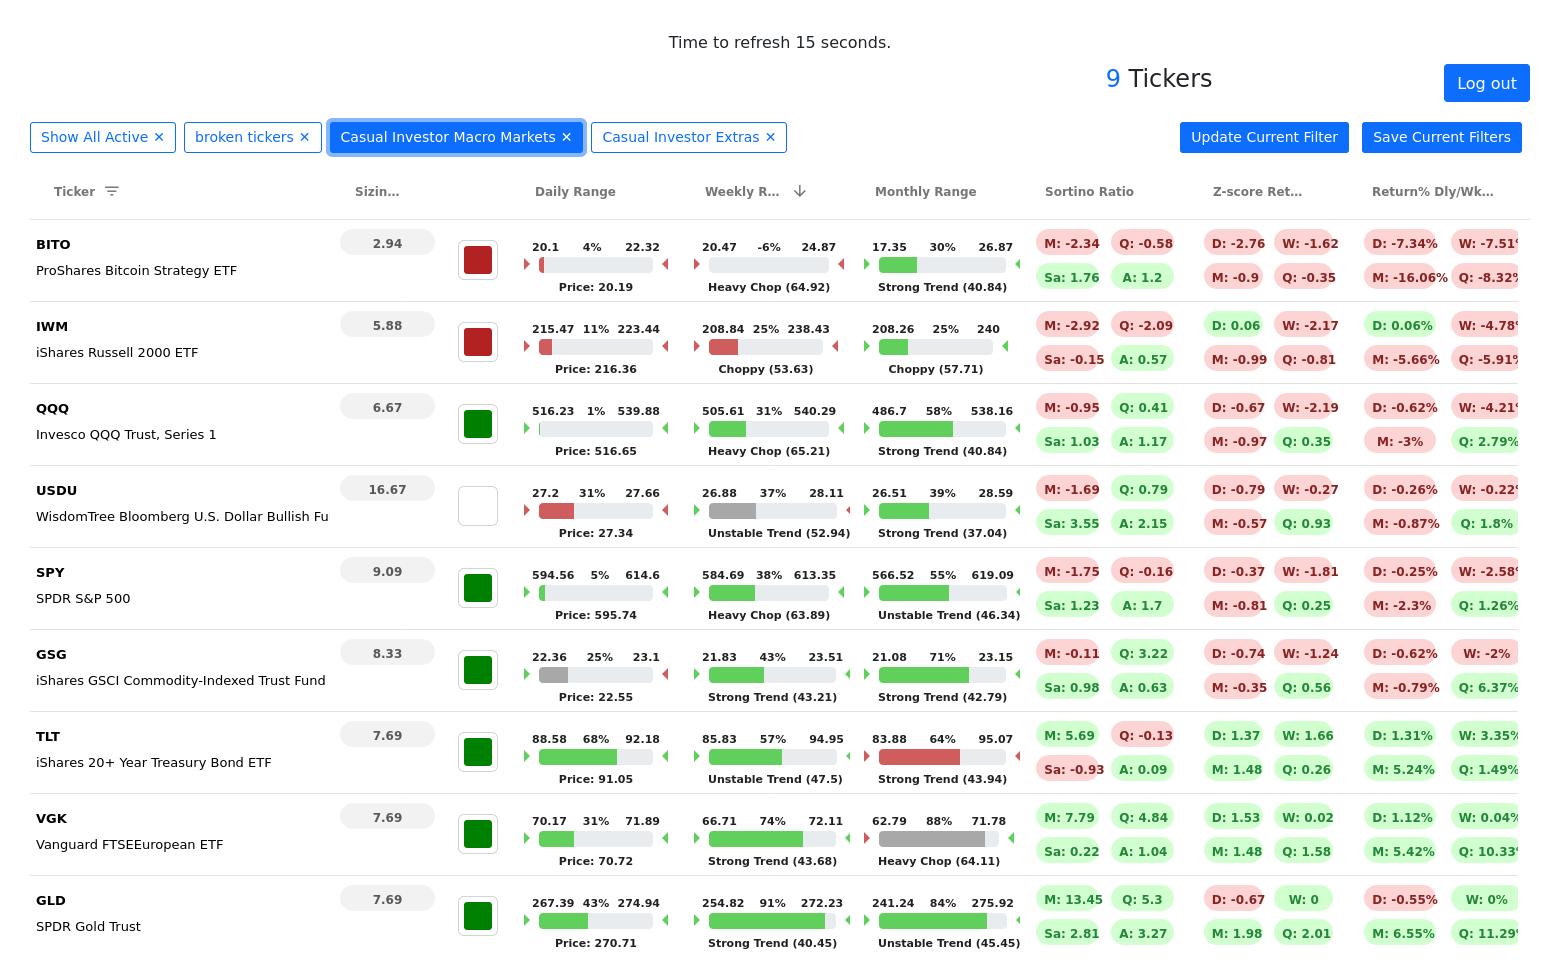 Time to refresh 15 seconds.
9 Tickers
Log out
Show All Active ✕ broken tickers ✕ Casual Investor Macro Markets ✕ Casual Investor Extras ✕ Update Current Filter Save Current Filters
Ticker Sizin... Daily Range Weekly R... Monthly Range Sortino Ratio Z-score Ret... Return% Dly/Wk...
BITO 2.94 20.1 4% 22.32 20.47 -6% 24.87 17.35 30% 26.87 M: -2.34 Q: -0.58 D: -2.76 W: -1.62 D: -7.34% W: -7.51%
ProShares Bitcoin Strategy ETF Sa: 1.76 A: 1.2 M: -0.9 Q: -0.35 M: -16.06% Q: -8.32%
Price: 20.19 Heavy Chop (64.92) Strong Trend (40.84)
IWM 5.88 215.47 11% 223.44 208.84 25% 238.43 208.26 25% 240 M: -2.92 Q: -2.09 D: 0.06 W: -2.17 D: 0.06% W: -4.78%
iShares Russell 2000 ETF Sa: -0.15 A: 0.57 M: -0.99 Q: -0.81 M: -5.66% Q: -5.91%
Price: 216.36 Choppy (53.63) Choppy (57.71)
QQQ 6.67 516.23 1% 539.88 505.61 31% 540.29 486.7 58% 538.16 M: -0.95 Q: 0.41 D: -0.67 W: -2.19 D: -0.62% W: -4.21%
Invesco QQQ Trust, Series 1 Sa: 1.03 A: 1.17 M: -0.97 Q: 0.35 M: -3% Q: 2.79%
Price: 516.65 Heavy Chop (65.21) Strong Trend (40.84)
USDU 16.67 27.2 31% 27.66 26.88 37% 28.11 26.51 39% 28.59 M: -1.69 Q: 0.79 D: -0.79 W: -0.27 D: -0.26% W: -0.22%
WisdomTree Bloomberg U.S. Dollar Bullish Fu Sa: 3.55 A: 2.15 M: -0.57 Q: 0.93 M: -0.87% Q: 1.8%
Price: 27.34 Unstable Trend (52.94) Strong Trend (37.04)
SPY 9.09 594.56 5% 614.6 584.69 38% 613.35 566.52 55% 619.09 M: -1.75 Q: -0.16 D: -0.37 W: -1.81 D: -0.25% W: -2.58%
SPDR S&P 500 Sa: 1.23 A: 1.7 M: -0.81 Q: 0.25 M: -2.3% Q: 1.26%
Price: 595.74 Heavy Chop (63.89) Unstable Trend (46.34)
GSG 8.33 22.36 25% 23.1 21.83 43% 23.51 21.08 71% 23.15 M: -0.11 Q: 3.22 D: -0.74 W: -1.24 D: -0.62% W: -2%
iShares GSCI Commodity-Indexed Trust Fund Sa: 0.98 A: 0.63 M: -0.35 Q: 0.56 M: -0.79% Q: 6.37%
Price: 22.55 Strong Trend (43.21) Strong Trend (42.79)
TLT 7.69 88.58 68% 92.18 85.83 57% 94.95 83.88 64% 95.07 M: 5.69 Q: -0.13 D: 1.37 W: 1.66 D: 1.31% W: 3.35%
iShares 20+ Year Treasury Bond ETF Sa: -0.93 A: 0.09 M: 1.48 Q: 0.26 M: 5.24% Q: 1.49%
Price: 91.05 Unstable Trend (47.5) Strong Trend (43.94)
VGK 7.69 70.17 31% 71.89 66.71 74% 72.11 62.79 88% 71.78 M: 7.79 Q: 4.84 D: 1.53 W: 0.02 D: 1.12% W: 0.04%
Vanguard FTSEEuropean ETF Sa: 0.22 A: 1.04 M: 1.48 Q: 1.58 M: 5.42% Q: 10.33%
Price: 70.72 Strong Trend (43.68) Heavy Chop (64.11)
GLD 7.69 267.39 43% 274.94 254.82 91% 272.23 241.24 84% 275.92 M: 13.45 Q: 5.3 D: -0.67 W: 0 D: -0.55% W: 0%
SPDR Gold Trust Sa: 2.81 A: 3.27 M: 1.98 Q: 2.01 M: 6.55% Q: 11.29%
Price: 270.71 Strong Trend (40.45) Unstable Trend (45.45)